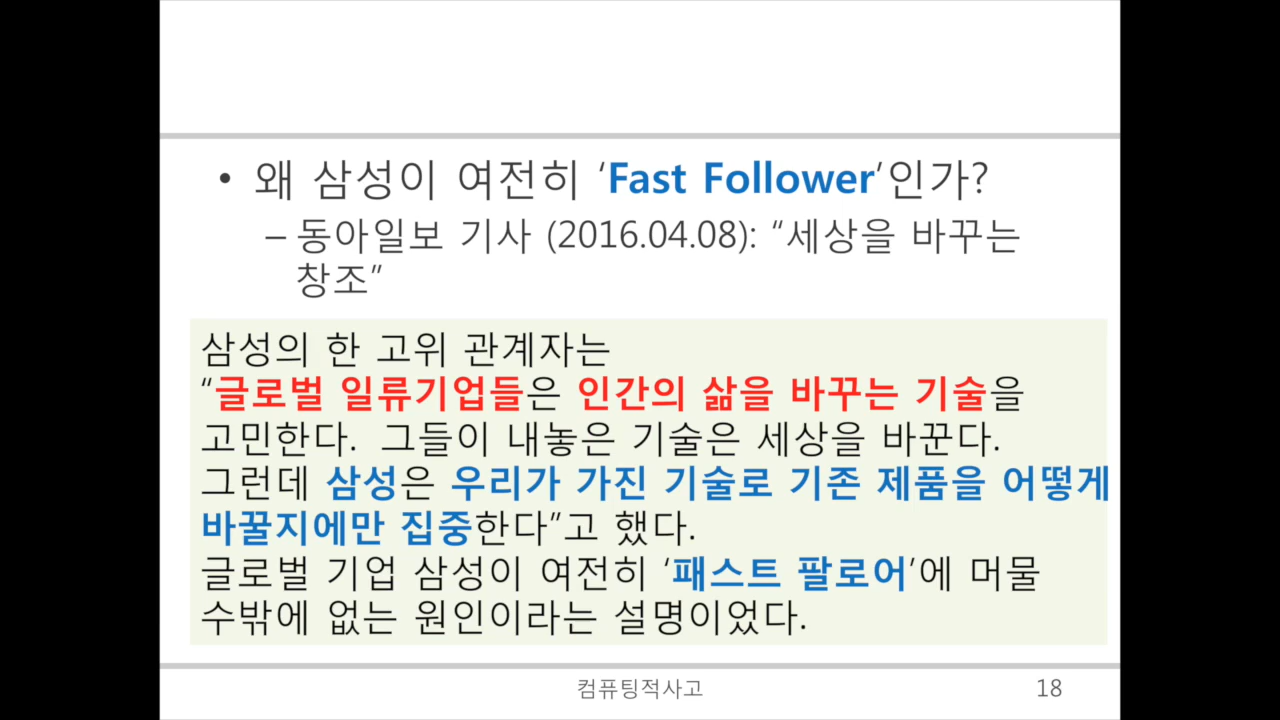 • 왜 삼성이 여전히 ‘Fast Follower’인가?
– 동아일보 기사 (2016.04.08): “세상을 바꾸는
창조”
삼성의 한 고위 관계자는
“글로벌 일류기업들은 인간의 삶을 바꾸는 기술을
고민한다. 그들이 내놓은 기술은 세상을 바꾼다.
그런데 삼성은 우리가 가진 기술로 기존 제품을 어떻게
바꿀지에만 집중한다”고 했다.
글로벌 기업 삼성이 여전히 ‘패스트 팔로어’에 머물
수밖에 없는 원인이라는 설명이었다.
컴퓨팅적사고
18